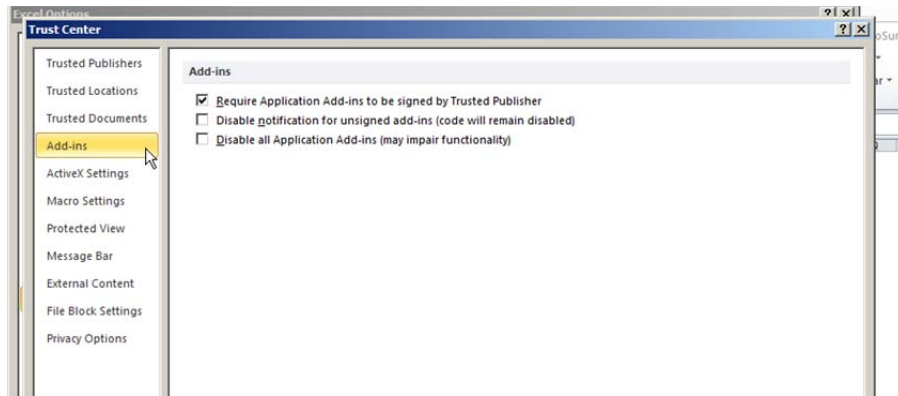 Excel Options
Trust Center
Trusted Publishers
Trusted Locations
Trusted Documents
Add-ins
ActiveX Settings
Macro Settings
Protected View
Message Bar
External Content
File Block Settings
Privacy Options
Add-ins
Require Application Add-ins to be signed by Trusted Publisher
Disable notification for unsigned add-ins (code will remain disabled)
Disable all Application Add-ins (may impair functionality)